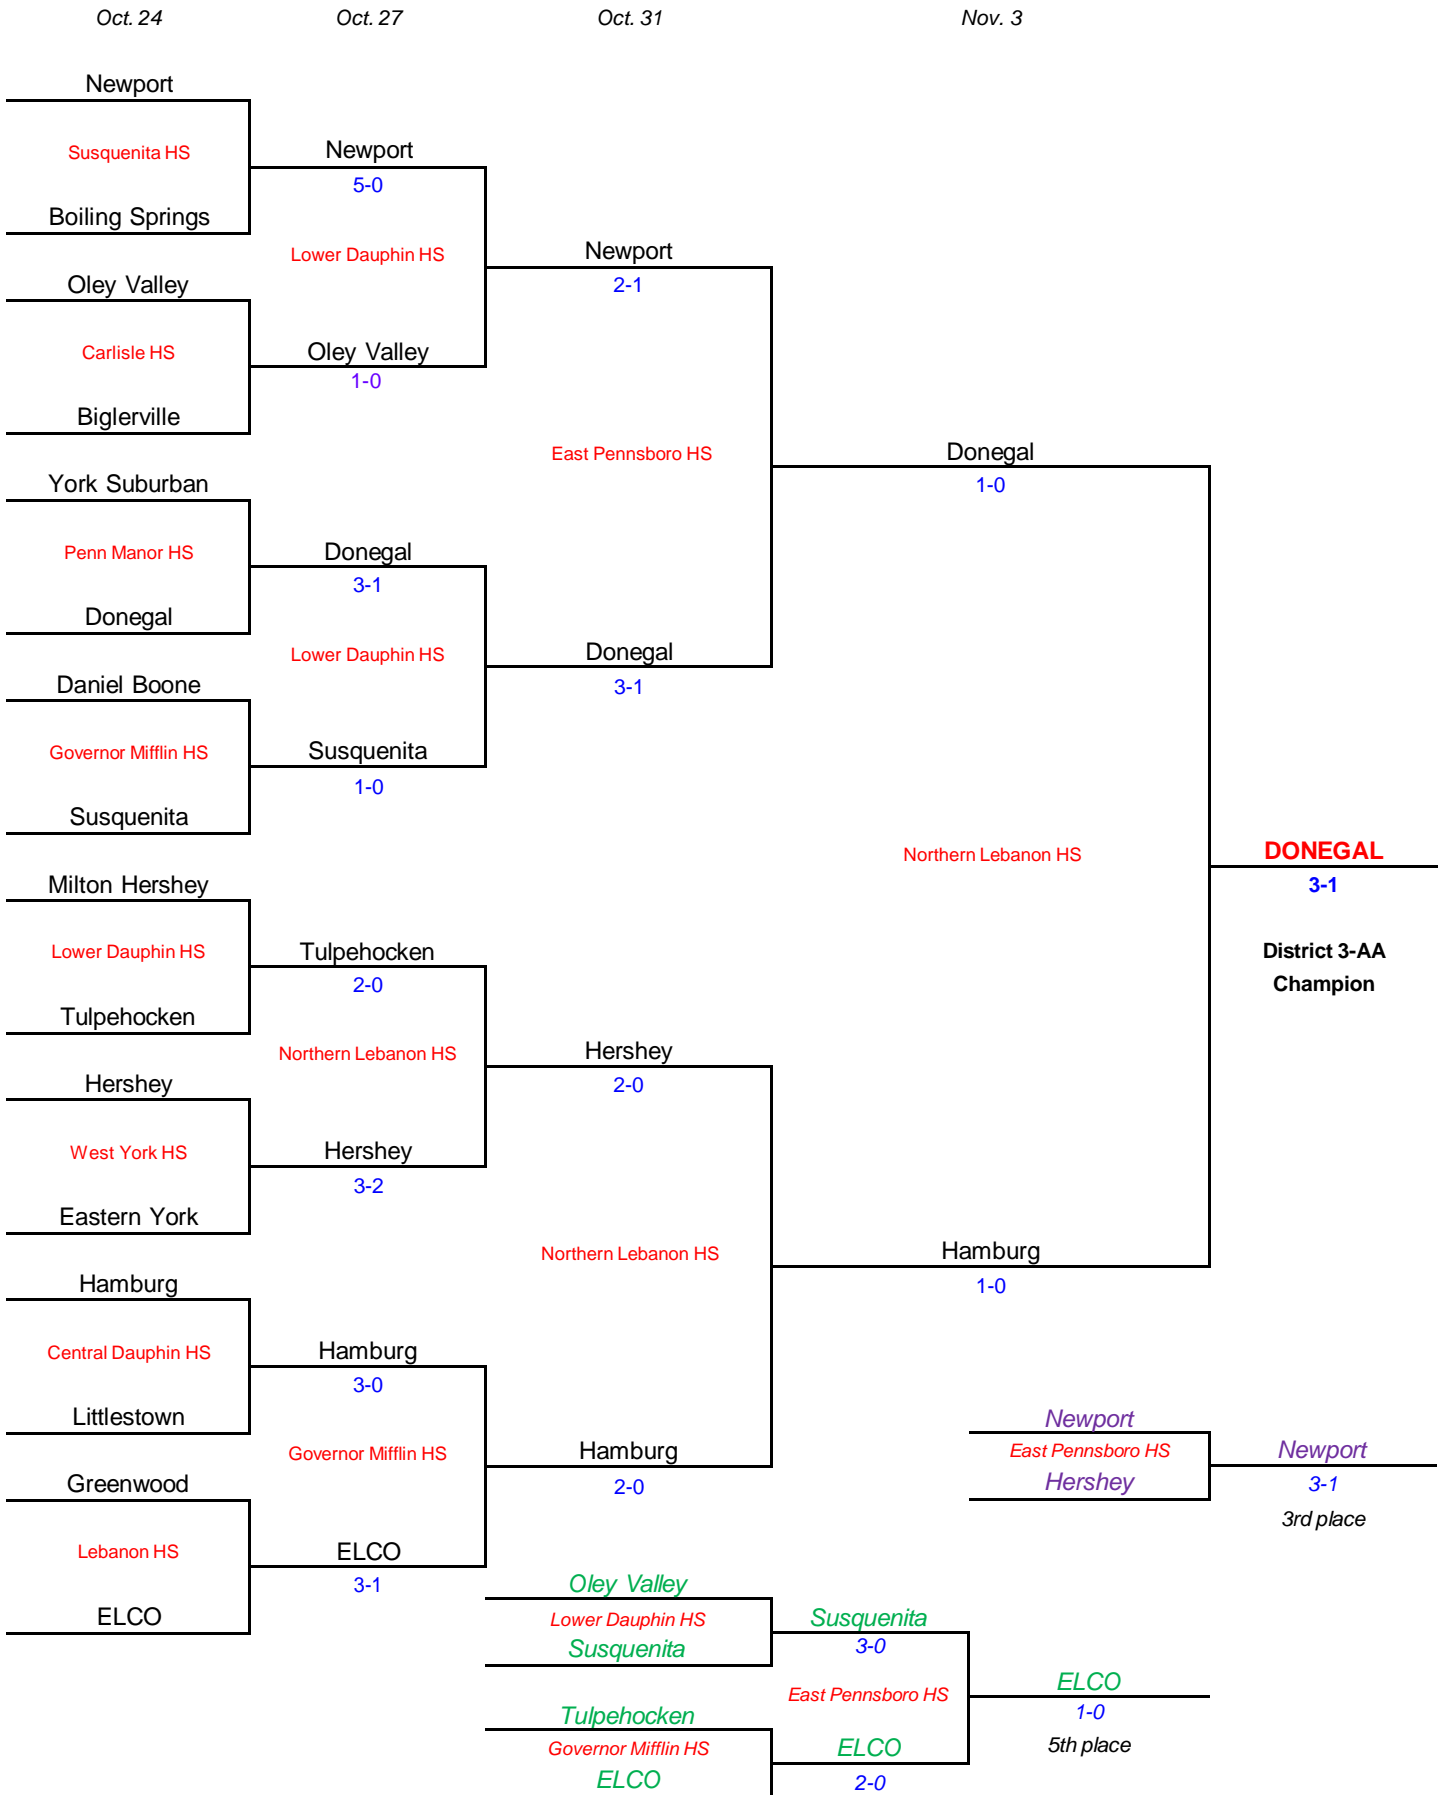 Oct. 24 Oct. 27 Oct. 31 Nov. 3
Newport
Susquenita HS
Newport
5-0
Boiling Springs
Lower Dauphin HS
Newport
2-1
Oley Valley
Carlisle HS
Oley Valley
1-0
Biglerville
East Pennsboro HS
Donegal
1-0
York Suburban
Penn Manor HS
Donegal
3-1
Donegal
Lower Dauphin HS
Donegal
3-1
Daniel Boone
Governor Mifflin HS
Susquenita
1-0
Susquenita
Northern Lebanon HS
DONEGAL
3-1
District 3-AA
Champion
Milton Hershey
Lower Dauphin HS
Tulpehocken
2-0
Tulpehocken
Northern Lebanon HS
Hershey
2-0
Hershey
West York HS
Hershey
3-2
Eastern York
Northern Lebanon HS
Hamburg
1-0
Hamburg
Central Dauphin HS
Hamburg
3-0
Littlestown
Governor Mifflin HS
Hamburg
2-0
Greenwood
Lebanon HS
ELCO
3-1
ELCO
Newport
East Pennsboro HS
Hershey
Newport
3-1
3rd place
Oley Valley
Lower Dauphin HS
Susquenita
Susquenita
3-0
East Pennsboro HS
ELCO
1-0
5th place
Tulpehocken
Governor Mifflin HS
ELCO
ELCO
2-0